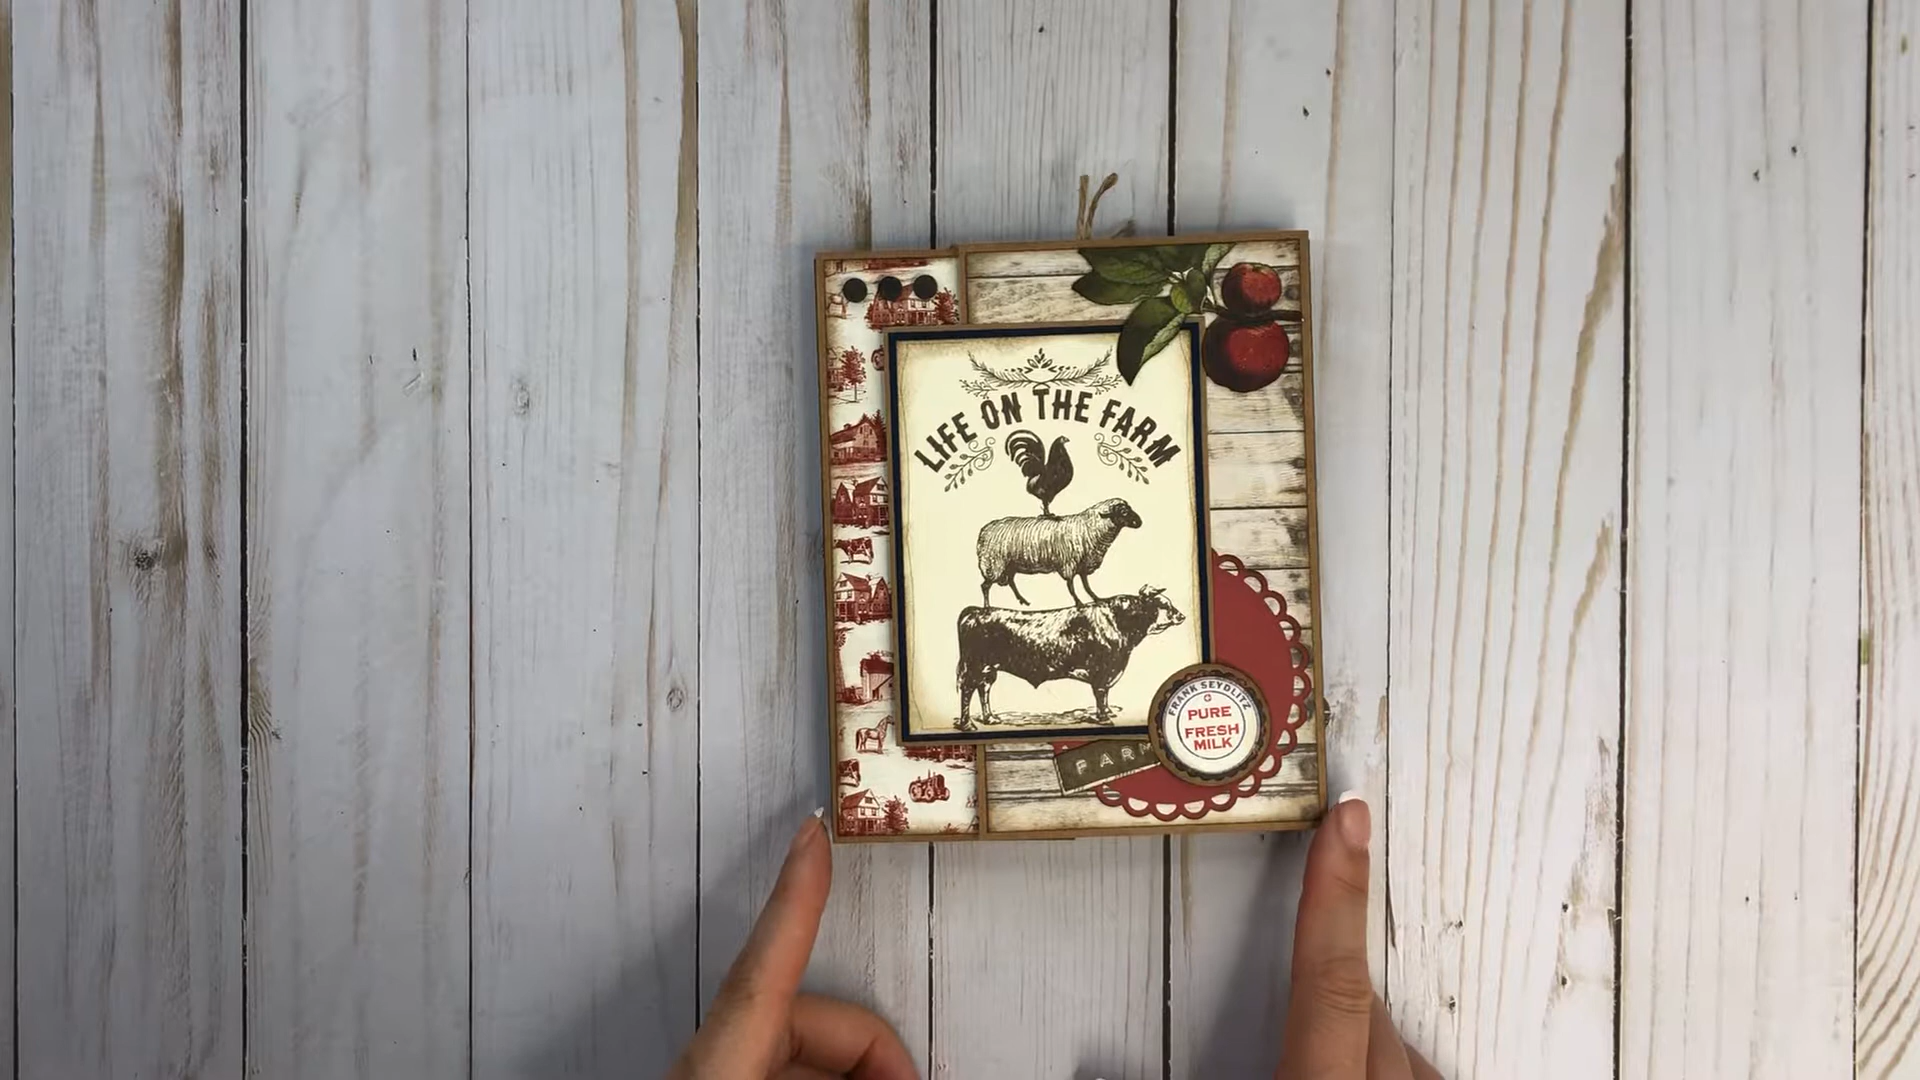 LIFE ON THE FARM
FRANK SEYDLITZ
PURE
FRESH
MILK
FARM